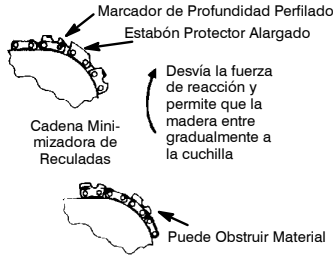 Marcador de Profundidad Perfilado
Estabón Protector Alargado
Desvía la fuerza
de reacción y
permite que la
madera entre
gradualmente a
la cuchilla
Cadena Mini-
mizadora de
Reculadas
Puede Obstruir Material